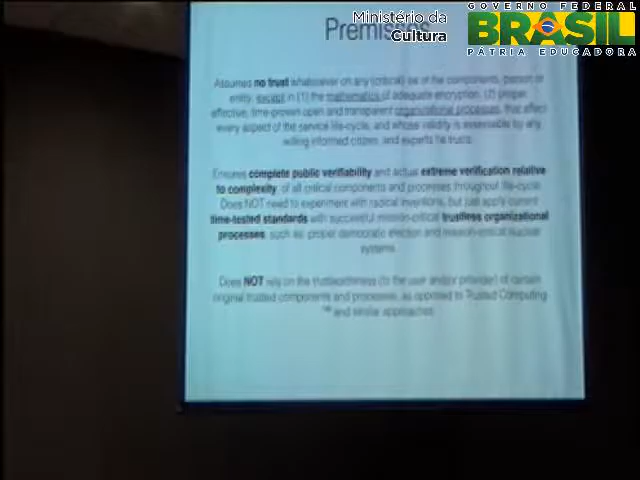 Premisses
Ministério da
Cultura
GOVERNO FEDERAL
BRASIL
PÁTRIA EDUCADORA
Assumes no trust whatsoever on any (critical) of the components, person or
entity, except in (1) the mathematics of adequate encryption, (2) proper,
effective, time-proven open and transparent organizational processes, that affect
every aspect of the service life-cycle, and whose validity is assessable by any
willing informed citizen, and experts he trusts.
Ensures complete public verifiability and actual extreme verification relative
to complexity, of all critical components and processes throughout life-cycle.
Does NOT need to experiment with radical inventions, but just apply current
time-tested standards with successful mission-critical trustless organizational
processes, such as: proper democratic election and mission-critical nuclear
systems.
Does NOT rely on the trustworthiness (to the user and/or provider) of certain
original trusted components and processes, as opposed to Trusted Computing
™ and similar approaches.